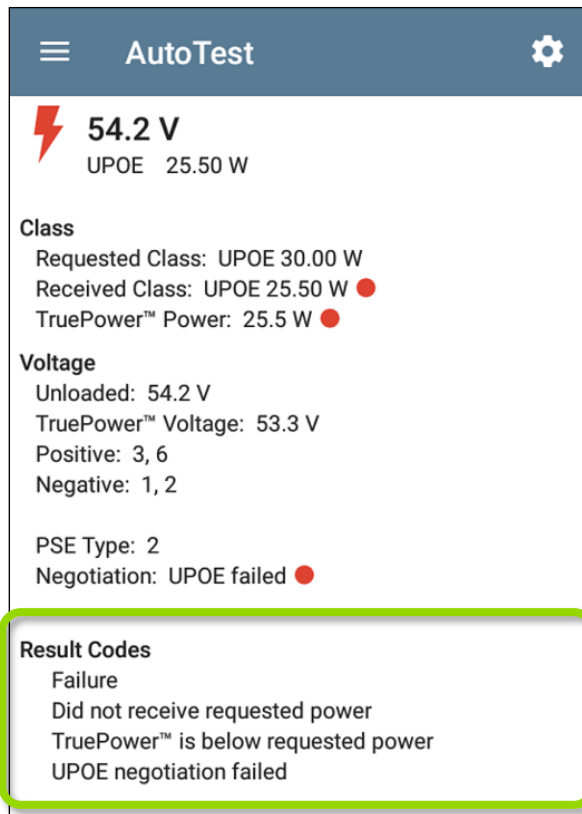 AutoTest
54.2 V
UPOE 25.50 W
Class
Requested Class: UPOE 30.00 W
Received Class: UPOE 25.50 W
TruePower™ Power: 25.5 W
Voltage
Unloaded: 54.2 V
TruePower™ Voltage: 53.3 V
Positive: 3, 6
Negative: 1, 2
PSE Type: 2
Negotiation: UPOE failed
Result Codes
Failure
Did not receive requested power
TruePower™ is below requested power
UPOE negotiation failed